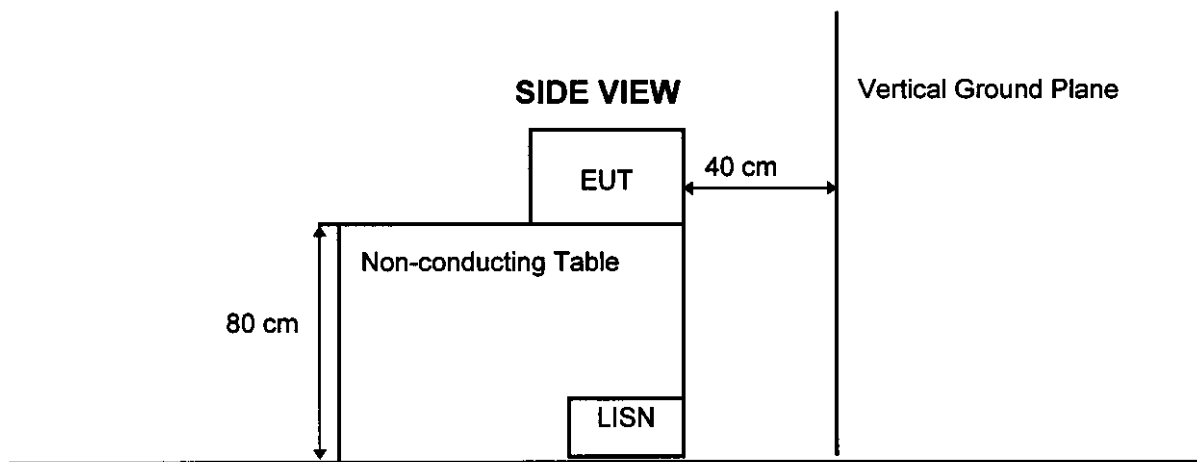 SIDE VIEW
Vertical Ground Plane
EUT
40 cm
Non-conducting Table
80 cm
LISN